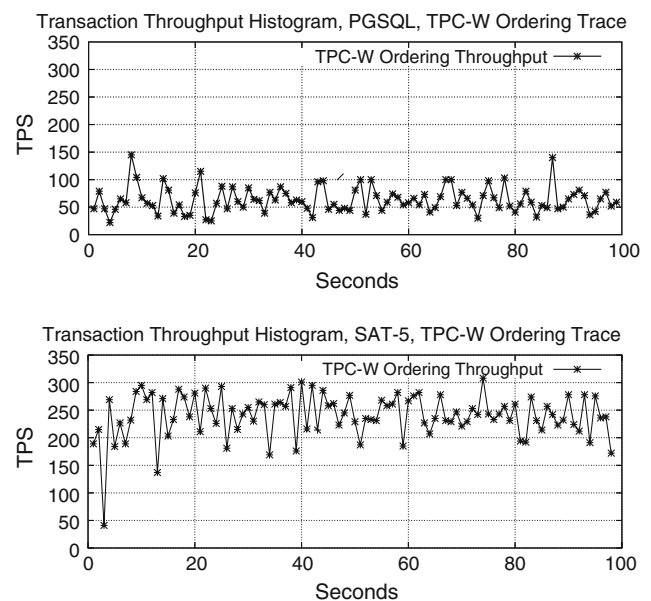 Transaction Throughput Histogram, PGSQL, TPC-W Ordering Trace
350
300
250
200
150
100
50
0
TPS
TPC-W Ordering Throughput
0 20 40 60 80 100
Seconds
Transaction Throughput Histogram, SAT-5, TPC-W Ordering Trace
350
300
250
200
150
100
50
0
TPS
TPC-W Ordering Throughput
0 20 40 60 80 100
Seconds